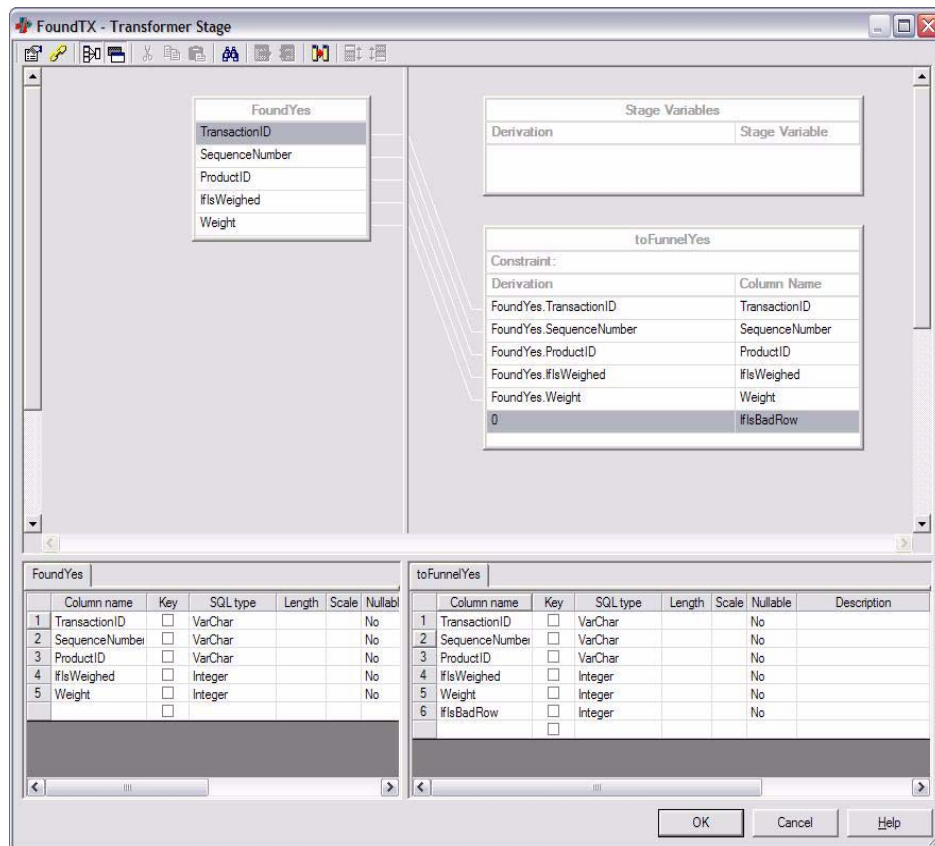 FoundTX - Transformer Stage
FoundYes
TransactionID
SequenceNumber
ProductID
IfIsWeighed
Weight
Stage Variables
Derivation Stage Variable
toFunnelYes
Constraint:
Derivation Column Name
FoundYes.TransactionID TransactionID
FoundYes.SequenceNumber SequenceNumber
FoundYes.ProductID ProductID
FoundYes.IfIsWeighed IfIsWeighed
FoundYes.Weight Weight
0 IfIsBadRow
FoundYes
Column name Key SQL type Length Scale Nullabl
1 TransactionID VarChar No
2 SequenceNumber VarChar No
3 ProductID VarChar No
4 IfIsWeighed Integer No
5 Weight Integer No
toFunnelYes
Column name Key SQL type Length Scale Nullable Description
1 TransactionID VarChar No
2 SequenceNumber VarChar No
3 ProductID VarChar No
4 IfIsWeighed Integer No
5 Weight Integer No
6 IfIsBadRow Integer No
OK Cancel Help